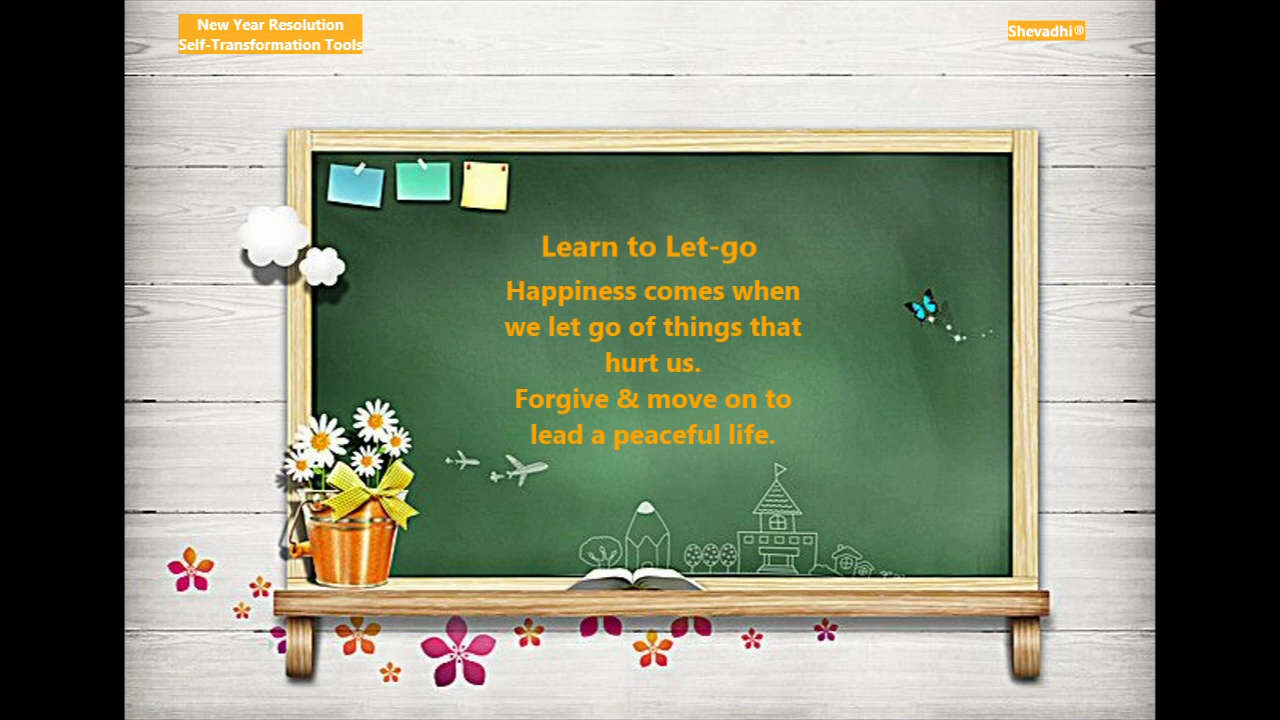 New Year Resolution
Self-Transformation Tools
Shevadhi®
Learn to Let-go
Happiness comes when
we let go of things that
hurt us.
Forgive & move on to
lead a peaceful life.